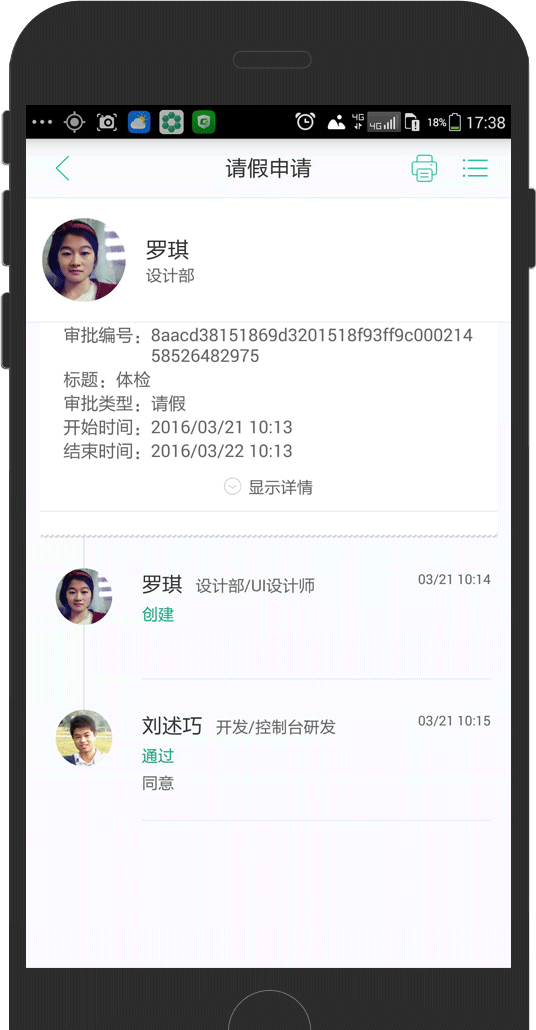 4G
4G
18%
17:38
请假申请
罗琪
设计部
审批编号：8aacd38151869d3201518f93ff9c000214
58526482975
标题：体检
审批类型：请假
开始时间：2016/03/21 10:13
结束时间：2016/03/22 10:13
显示详情
罗琪 设计部/UI设计师 03/21 10:14
创建
刘述巧 开发/控制台研发 03/21 10:15
通过
同意